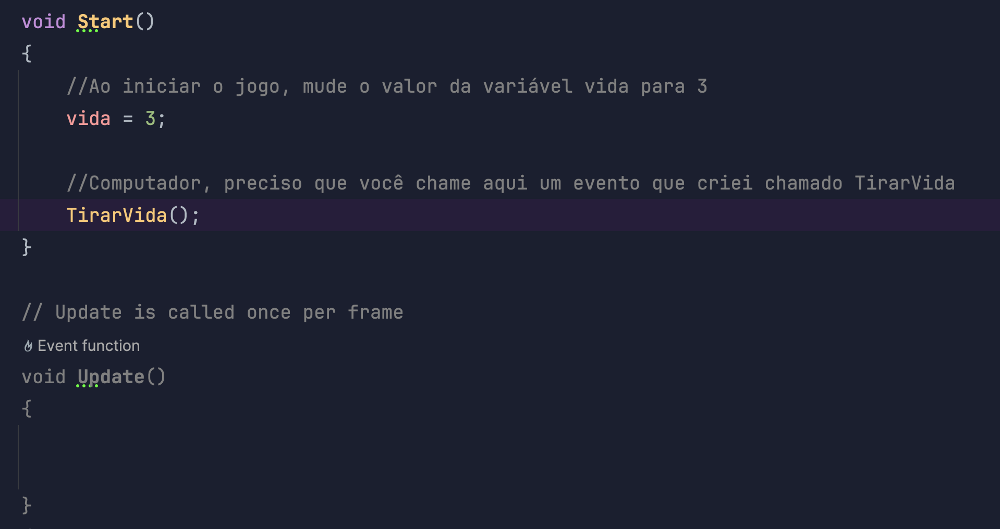 void Start()
{
//Ao iniciar o jogo, mude o valor da variável vida para 3
vida = 3;
//Computador, preciso que você chame aqui um evento que criei chamado TirarVida
TirarVida();
}
// Update is called once per frame
Event function
void Update()
{
}